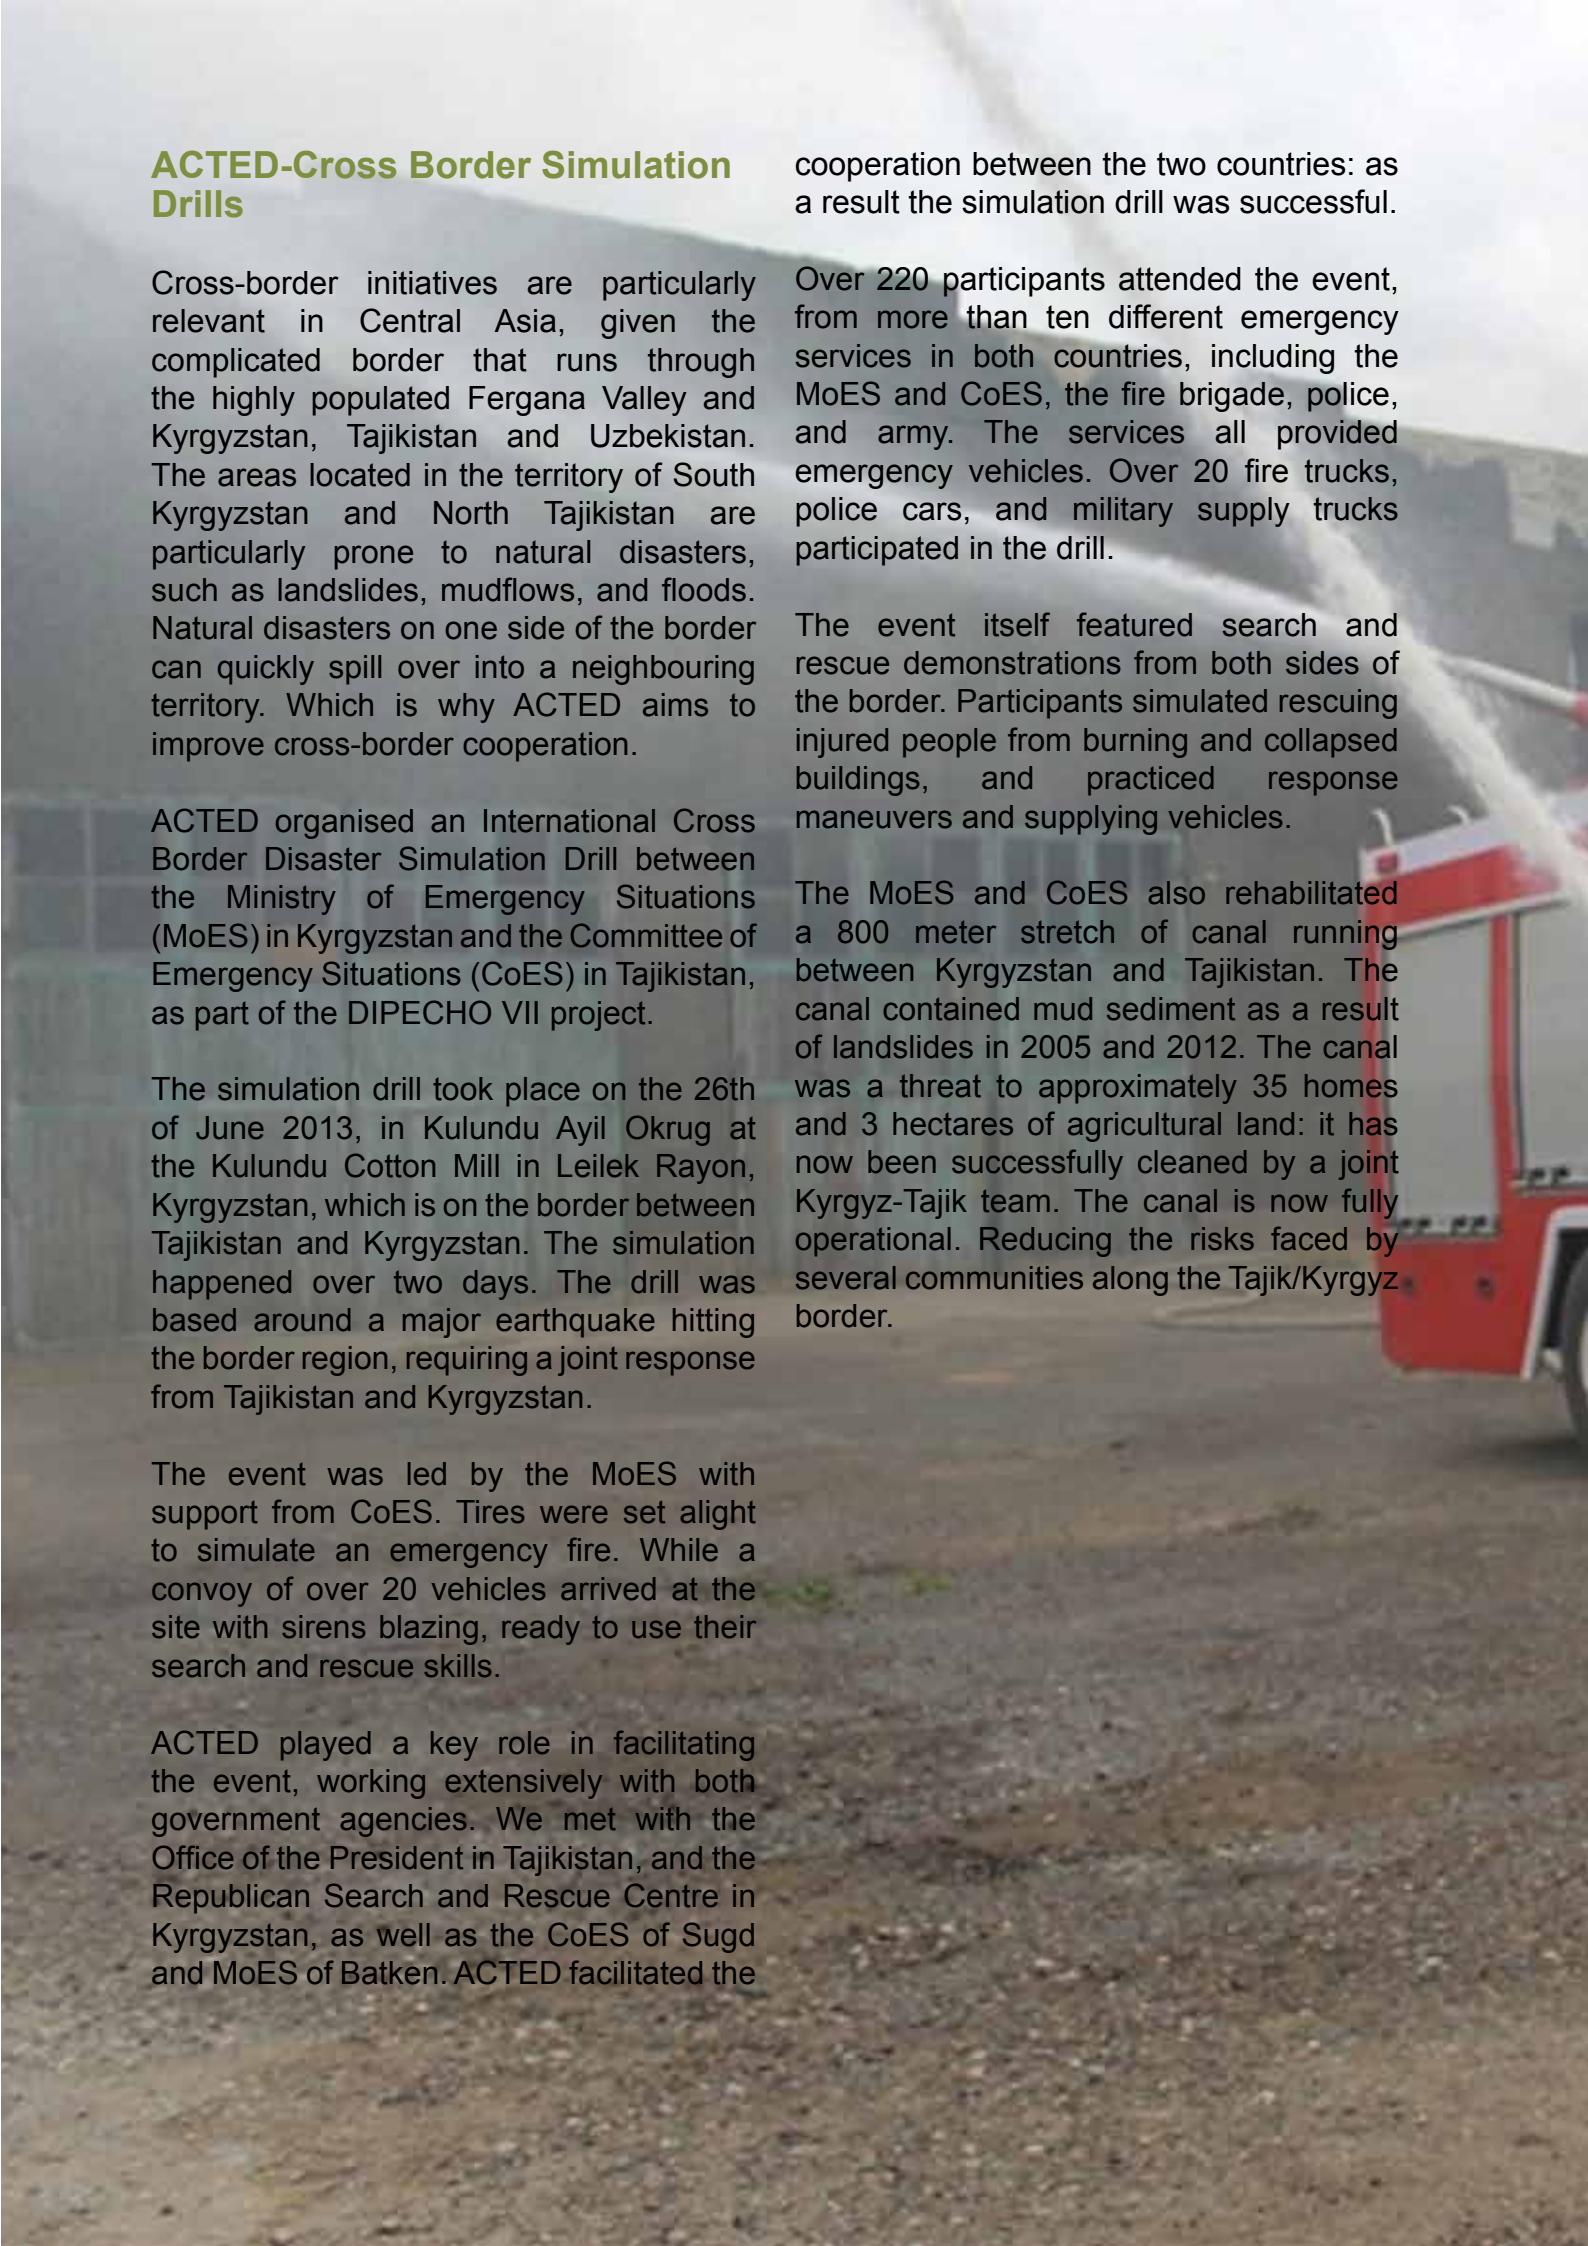 ACTED-Cross Border Simulation
Drills
Cross-border initiatives are particularly
relevant in Central Asia, given the
complicated border that runs through
the highly populated Fergana Valley and
Kyrgyzstan, Tajikistan and Uzbekistan.
The areas located in the territory of South
Kyrgyzstan and North Tajikistan are
particularly prone to natural disasters,
such as landslides, mudflows, and floods.
Natural disasters on one side of the border
can quickly spill over into a neighbouring
territory. Which is why ACTED aims to
improve cross-border cooperation.
ACTED organised an International Cross
Border Disaster Simulation Drill between
the Ministry of Emergency Situations
(MoES) in Kyrgyzstan and the Committee of
Emergency Situations (CoES) in Tajikistan,
as part of the DIPECHO VII project.
The simulation drill took place on the 26th
of June 2013, in Kulundu Ayil Okrug at
the Kulundu Cotton Mill in Leilek Rayon,
Kyrgyzstan, which is on the border between
Tajikistan and Kyrgyzstan. The simulation
happened over two days. The drill was
based around a major earthquake hitting
the border region, requiring a joint response
from Tajikistan and Kyrgyzstan.
The event was led by the MoES with
support from CoES. Tires were set alight
to simulate an emergency fire. While a
convoy of over 20 vehicles arrived at the
site with sirens blazing, ready to use their
search and rescue skills.
ACTED played a key role in facilitating
the event, working extensively with both
government agencies. We met with the
Office of the President in Tajikistan, and the
Republican Search and Rescue Centre in
Kyrgyzstan, as well as the CoES of Sugd
and MoES of Batken. ACTED facilitated the
cooperation between the two countries: as
a result the simulation drill was successful.
Over 220 participants attended the event,
from more than ten different emergency
services in both countries, including the
MoES and CoES, the fire brigade, police,
and army. The services all provided
emergency vehicles. Over 20 fire trucks,
police cars, and military supply trucks
participated in the drill.
The event itself featured search and
rescue demonstrations from both sides of
the border. Participants simulated rescuing
injured people from burning and collapsed
buildings, and practiced response
maneuvers and supplying vehicles.
The MoES and CoES also rehabilitated
a 800 meter stretch of canal running
between Kyrgyzstan and Tajikistan. The
canal contained mud sediment as a result
of landslides in 2005 and 2012. The canal
was a threat to approximately 35 homes
and 3 hectares of agricultural land: it has
now been successfully cleaned by a joint
Kyrgyz-Tajik team. The canal is now fully
operational. Reducing the risks faced by
several communities along the Tajik/Kyrgyz
border.